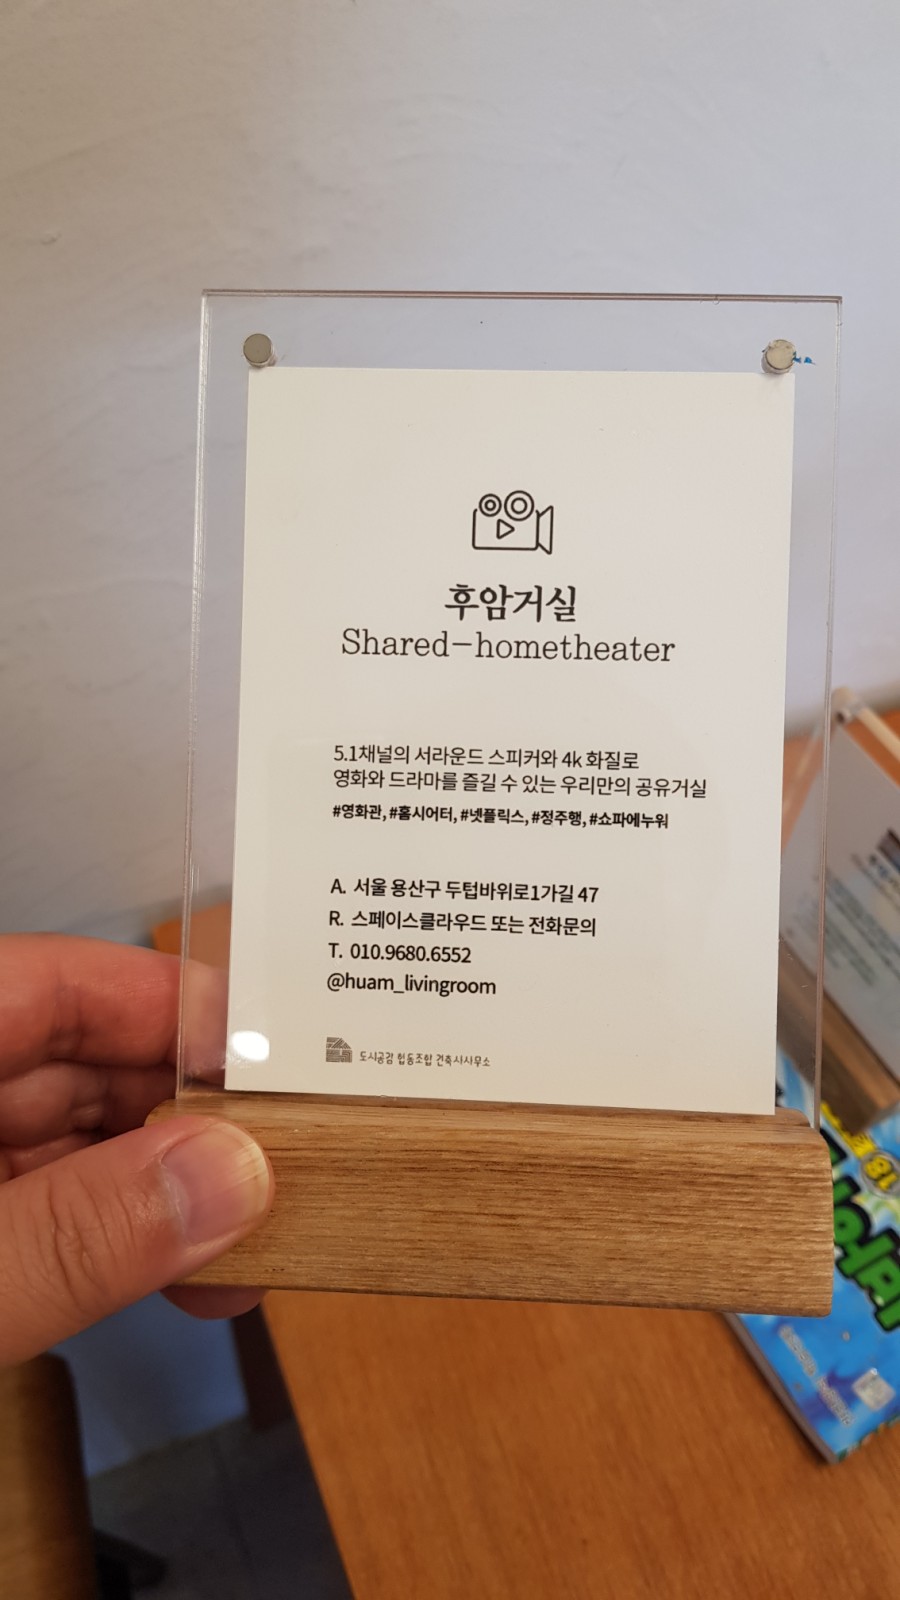 후암거실
Shared-hometheater
5.1채널의 서라운드 스피커와 4k 화질로
영화와 드라마를 즐길 수 있는 우리만의 공유거실
#영화관, #홈시어터, #넷플릭스, #정주행, #쇼파에누워
A. 서울 용산구 두텁바위로1가길 47
R. 스페이스클라우드 또는 전화문의
T. 010.9680.6552
@huam_livingroom
도시공감 협동조합 건축사사무소